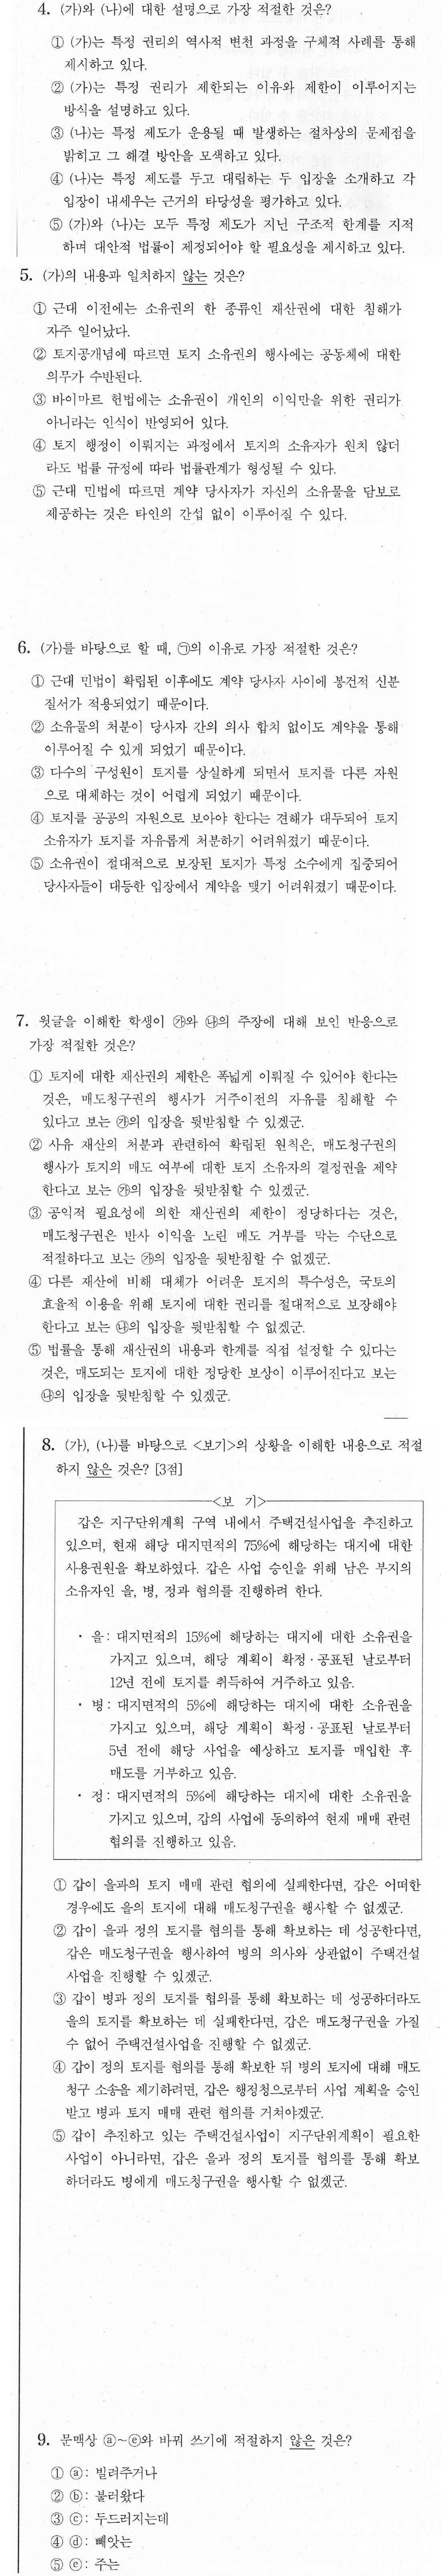 4. (가)와 (나)에 대한 설명으로 가장 적절한 것은?
① (가)는 특정 권리의 역사적 변천 과정을 구체적 사례를 통해
제시하고 있다.
② (가)는 특정 권리가 제한되는 이유와 제한이 이루어지는
방식을 설명하고 있다.
③ (나)는 특정 제도가 운용될 때 발생하는 절차상의 문제점을
밝히고 그 해결 방안을 모색하고 있다.
④ (나)는 특정 제도를 두고 대립하는 두 입장을 소개하고 각
입장이 내세우는 근거의 타당성을 평가하고 있다.
⑤ (가)와 (나)는 모두 특정 제도가 지닌 구조적 한계를 지적
하며 대안적 법률이 제정되어야 할 필요성을 제시하고 있다.
5. (가)의 내용과 일치하지 않는 것은?
① 근대 이전에는 소유권의 한 종류인 재산권에 대한 침해가
자주 일어났다.
② 토지공개념에 따르면 토지 소유권의 행사에는 공동체에 대한
의무가 수반된다.
③ 바이마르 헌법에는 소유권이 개인의 이익만을 위한 권리가
아니라는 인식이 반영되어 있다.
④ 토지 행정이 이뤄지는 과정에서 토지의 소유자가 원치 않더
라도 법률 규정에 따라 법률관계가 형성될 수 있다.
⑤ 근대 민법에 따르면 계약 당사자가 자신의 소유물을 담보로
제공하는 것은 타인의 간섭 없이 이루어질 수 있다.
6. (가)를 바탕으로 할 때, ㉠의 이유로 가장 적절한 것은?
① 근대 민법이 확립된 이후에도 계약 당사자 사이에 봉건적 신분
질서가 적용되었기 때문이다.
② 소유물의 처분이 당사자 간의 의사 합치 없이도 계약을 통해
이루어질 수 있게 되었기 때문이다.
③ 다수의 구성원이 토지를 상실하게 되면서 토지를 다른 자원
으로 대체하는 것이 어렵게 되었기 때문이다.
④ 토지를 공공의 자원으로 보아야 한다는 견해가 대두되어 토지
소유자가 토지를 자유롭게 처분하기 어려워졌기 때문이다.
⑤ 소유권이 절대적으로 보장된 토지가 특정 소수에게 집중되어
당사자들이 대등한 입장에서 계약을 맺기 어려워졌기 때문이다.
7. 윗글을 이해한 학생이 ㉮와 ㉯의 주장에 대해 보인 반응으로
가장 적절한 것은?
① 토지에 대한 재산권의 제한은 폭넓게 이뤄질 수 있어야 한다는
것은, 매도청구권의 행사가 거주이전의 자유를 침해할 수
있다고 보는 ㉮의 입장을 뒷받침할 수 있겠군.
② 사유 재산의 처분과 관련하여 확립된 원칙은, 매도청구권의
행사가 토지의 매도 여부에 대한 토지 소유자의 결정권을 제약
한다고 보는 ㉮의 입장을 뒷받침할 수 있겠군.
③ 공익적 필요성에 의한 재산권의 제한이 정당하다는 것은,
매도청구권은 반사 이익을 노린 매도 거부를 막는 수단으로
적절하다고 보는 ㉮의 입장을 뒷받침할 수 없겠군.
④ 다른 재산에 비해 대체가 어려운 토지의 특수성은, 국토의
효율적 이용을 위해 토지에 대한 권리를 절대적으로 보장해야
한다고 보는 ㉯의 입장을 뒷받침할 수 없겠군.
⑤ 법률을 통해 재산권의 내용과 한계를 직접 설정할 수 있다는
것은, 매도되는 토지에 대한 정당한 보상이 이루어진다고 보는
㉯의 입장을 뒷받침할 수 있겠군.
8. (가), (나)를 바탕으로 <보기>의 상황을 이해한 내용으로 적절
하지 않은 것은? [3점]
<보 기>
갑은 지구단위계획 구역 내에서 주택건설사업을 추진하고
있으며, 현재 해당 대지면적의 75%에 해당하는 대지에 대한
사용권원을 확보하였다. 갑은 사업 승인을 위해 남은 부지의
소유자인 을, 병, 정과 협의를 진행하려 한다.
· 을: 대지면적의 15%에 해당하는 대지에 대한 소유권을
가지고 있으며, 해당 계획이 확정·공표된 날로부터
12년 전에 토지를 취득하여 거주하고 있음.
· 병: 대지면적의 5%에 해당하는 대지에 대한 소유권을
가지고 있으며, 해당 계획이 확정·공표된 날로부터
5년 전에 해당 사업을 예상하고 토지를 매입한 후
매도를 거부하고 있음.
· 정: 대지면적의 5%에 해당하는 대지에 대한 소유권을
가지고 있으며, 갑의 사업에 동의하여 현재 매매 관련
협의를 진행하고 있음.
① 갑이 을과의 토지 매매 관련 협의에 실패한다면, 갑은 어떠한
경우에도 을의 토지에 대해 매도청구권을 행사할 수 없겠군.
② 갑이 을과 정의 토지를 협의를 통해 확보하는 데 성공한다면,
갑은 매도청구권을 행사하여 병의 의사와 상관없이 주택건설
사업을 진행할 수 있겠군.
③ 갑이 병과 정의 토지를 협의를 통해 확보하는 데 성공하더라도
을의 토지를 확보하는 데 실패한다면, 갑은 매도청구권을 가질
수 없어 주택건설사업을 진행할 수 없겠군.
④ 갑이 정의 토지를 협의를 통해 확보한 뒤 병의 토지에 대해 매도
청구 소송을 제기하려면, 갑은 행정청으로부터 사업 계획을 승인
받고 병과 토지 매매 관련 협의를 거쳐야겠군.
⑤ 갑이 추진하고 있는 주택건설사업이 지구단위계획이 필요한
사업이 아니라면, 갑은 을과 정의 토지를 협의를 통해 확보
하더라도 병에게 매도청구권을 행사할 수 없겠군.
9. 문맥상 ⓐ~ⓔ와 바꿔 쓰기에 적절하지 않은 것은?
① ⓐ: 빌려주거나
② ⓑ: 불러왔다
③ ⓒ: 두드러지는데
④ ⓓ: 빼앗는
⑤ ⓔ: 주는